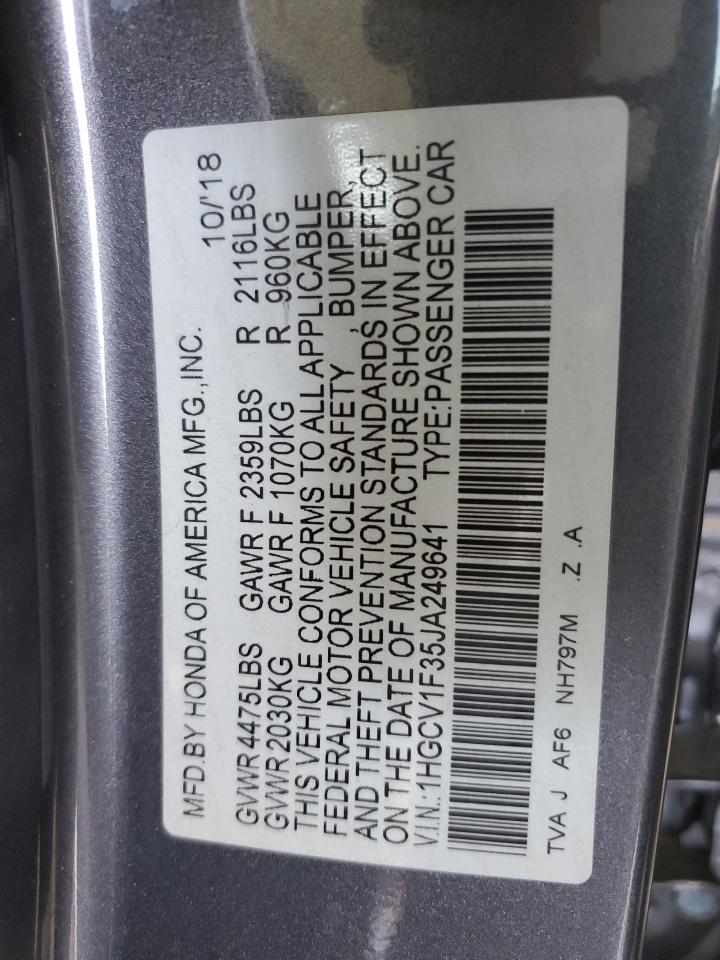 MFD.BY HONDA OF AMERICA MFG.,INC. 10/'18
GVWR 4475LBS GAWR F 2359LBS R 2116LBS
GVWR 2030KG GAWR F 1070KG R 960KG
THIS VEHICLE CONFORMS TO ALL APPLICABLE
FEDERAL MOTOR VEHICLE SAFETY , BUMPER,
AND THEFT PREVENTION STANDARDS IN EFFECT
ON THE DATE OF MANUFACTURE SHOWN ABOVE.
V.I.N.:1HGCV1F35JA249641 TYPE:PASSENGER CAR
TVA J AF6 NH797M .Z .A